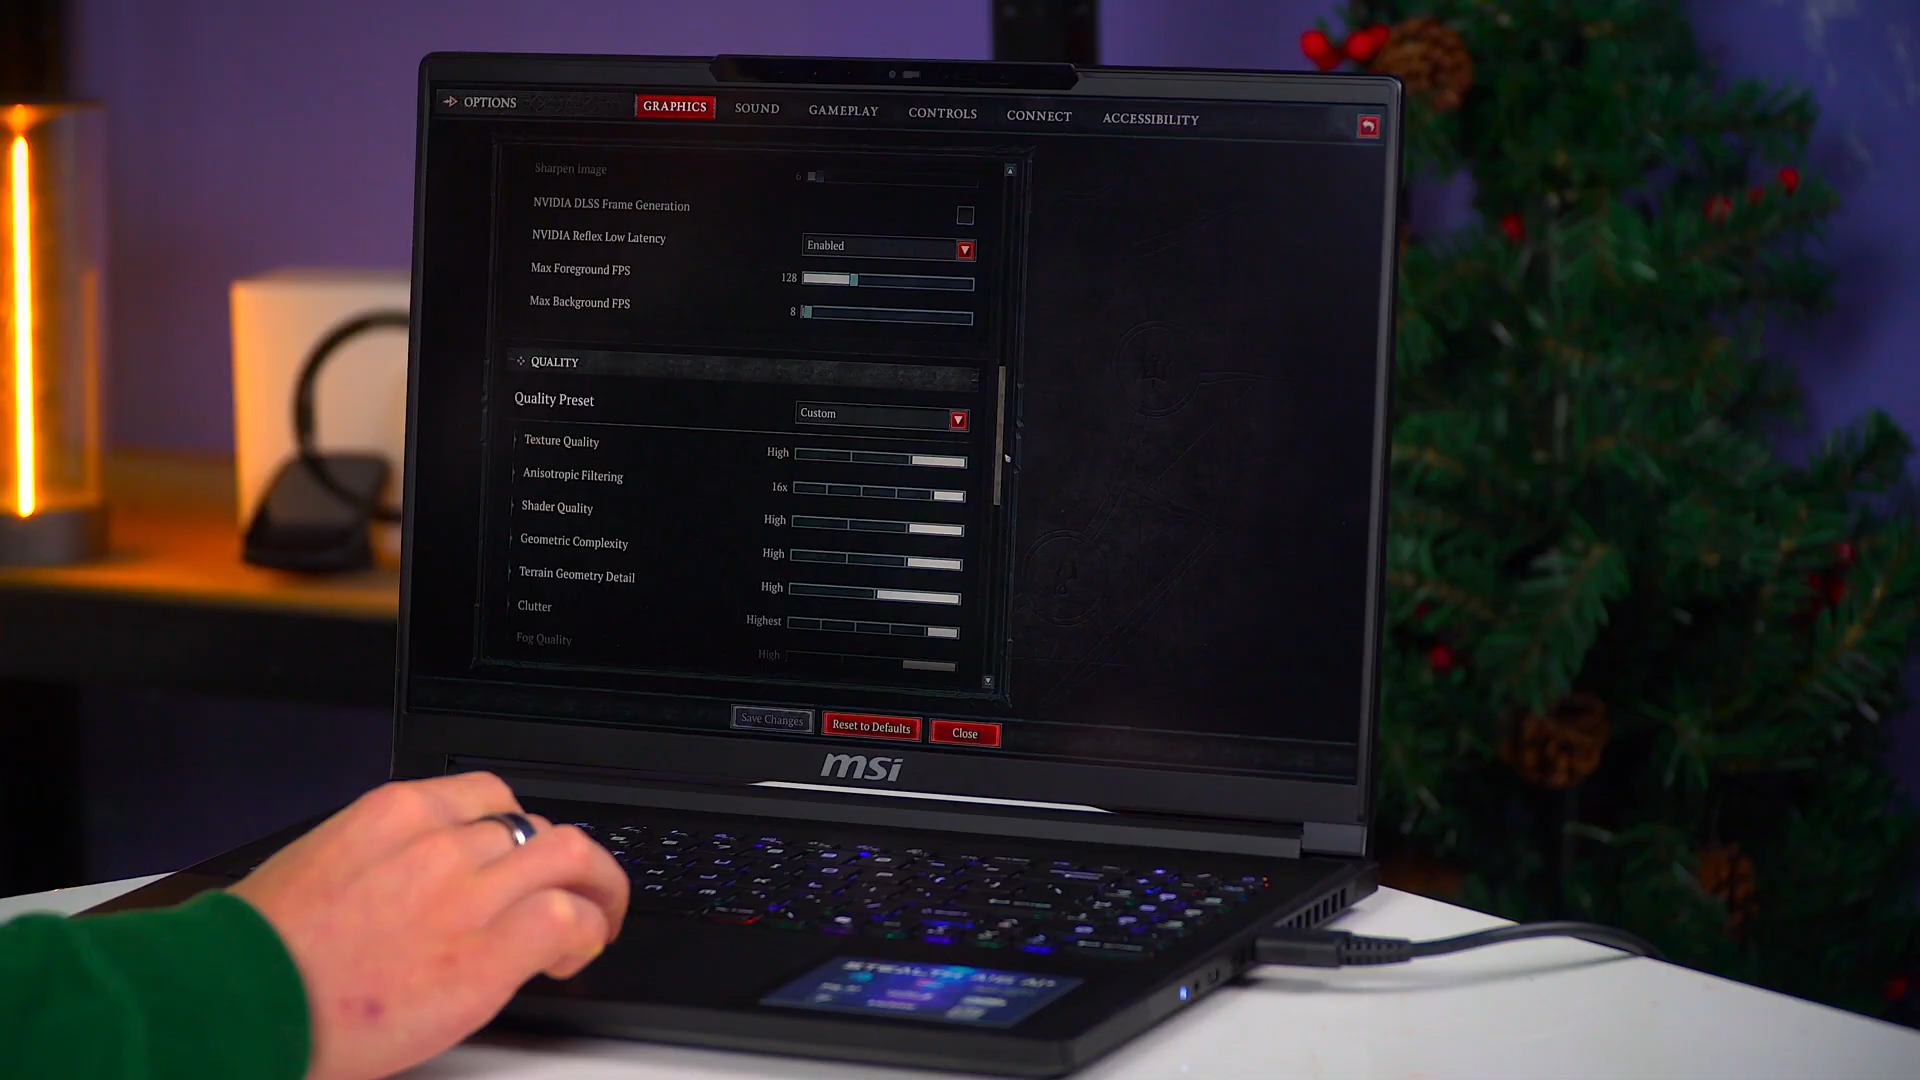 OPTIONS GRAPHICS SOUND GAMEPLAY CONTROLS CONNECT ACCESSIBILITY
Sharpen Image 6
NVIDIA DLSS Frame Generation
NVIDIA Reflex Low Latency Enabled
Max Foreground FPS 128
Max Background FPS 8
QUALITY
Quality Preset Custom
Texture Quality High
Anisotropic Filtering 16x
Shader Quality High
Geometric Complexity High
Terrain Geometry Detail High
Clutter Highest
Fog Quality High
Save Changes Reset to Defaults Close
msi
STEALTH